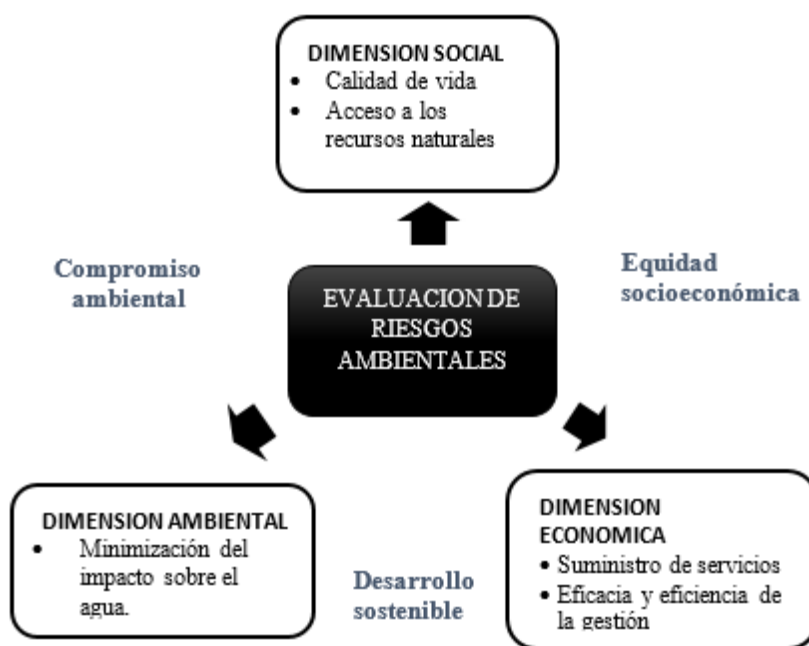 DIMENSION SOCIAL
• Calidad de vida
• Acceso a los
recursos naturales
Compromiso
ambiental
Equidad
socioeconómica
EVALUACION DE
RIESGOS
AMBIENTALES
DIMENSION AMBIENTAL
• Minimización del
impacto sobre el
agua.
Desarrollo
sostenible
DIMENSION
ECONOMICA
• Suministro de servicios
• Eficacia y eficiencia de
la gestión